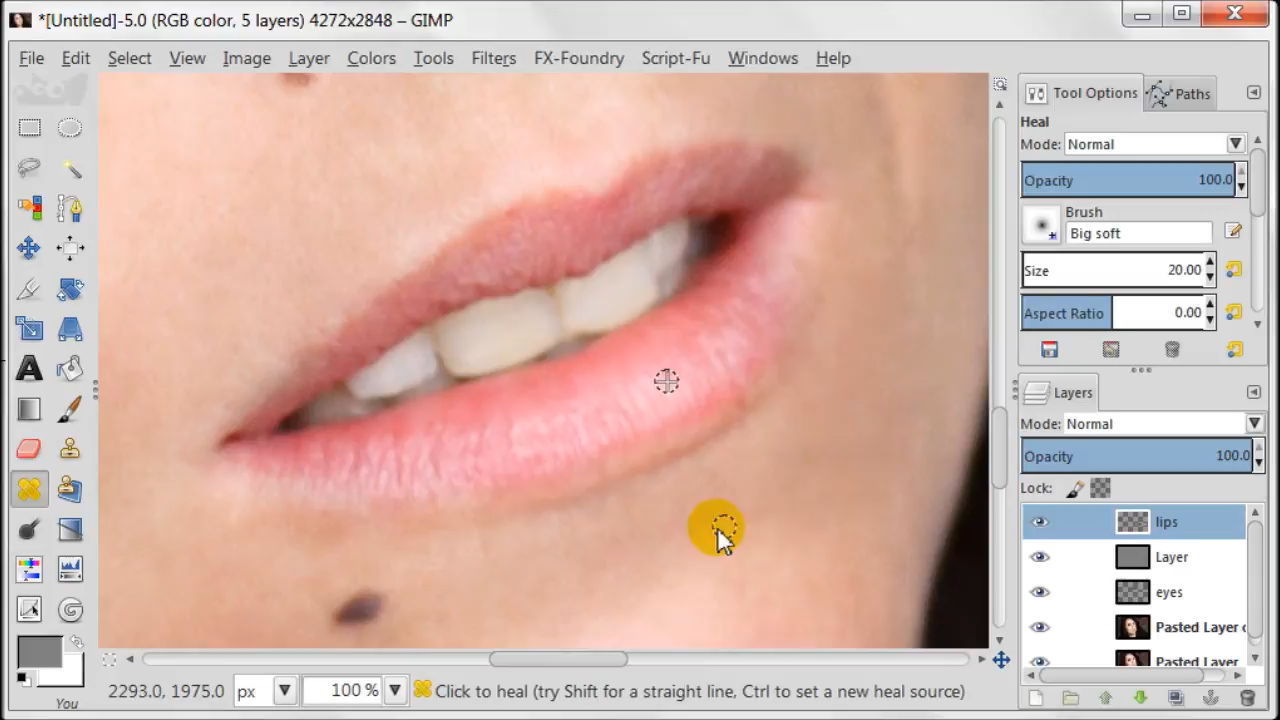 *[Untitled]-5.0 (RGB color, 5 layers) 4272x2848 – GIMP
File Edit Select View Image Layer Colors Tools Filters FX-Foundry Script-Fu Windows Help
Tool Options Paths
Heal
Mode: Normal
Opacity 100.0
Brush
Big soft
Size 20.00
Aspect Ratio 0.00
Layers
Mode: Normal
Opacity 100.0
Lock:
lips
Layer
eyes
Pasted Layer
Pasted Layer
2293.0, 1975.0 px 100 % Click to heal (try Shift for a straight line, Ctrl to set a new heal source)
You